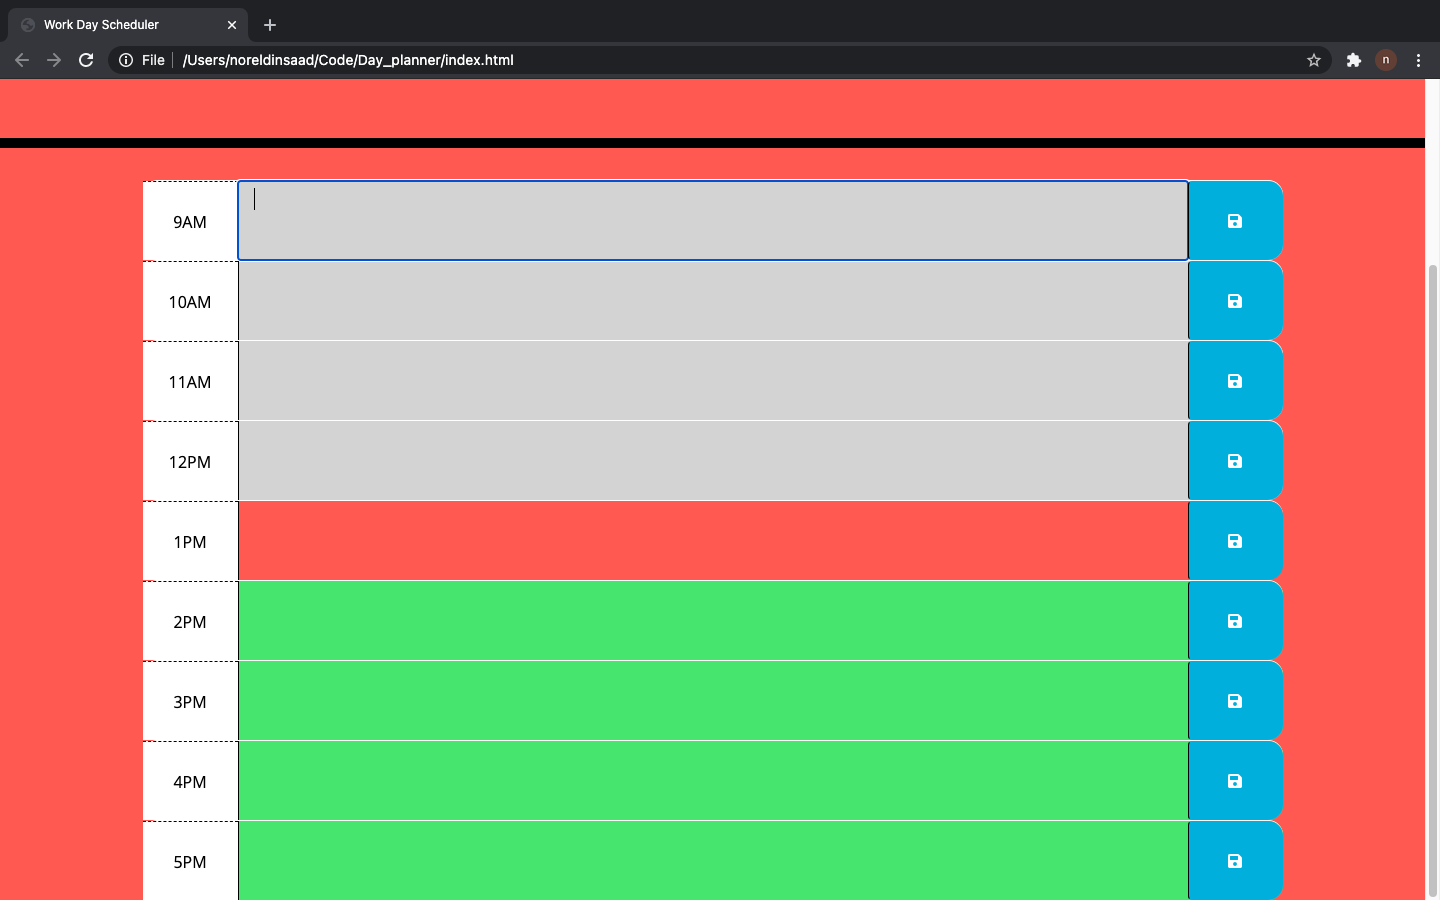 Work Day Scheduler
File /Users/noreldinsaad/Code/Day_planner/index.html
n
9AM
10AM
11AM
12PM
1PM
2PM
3PM
4PM
5PM